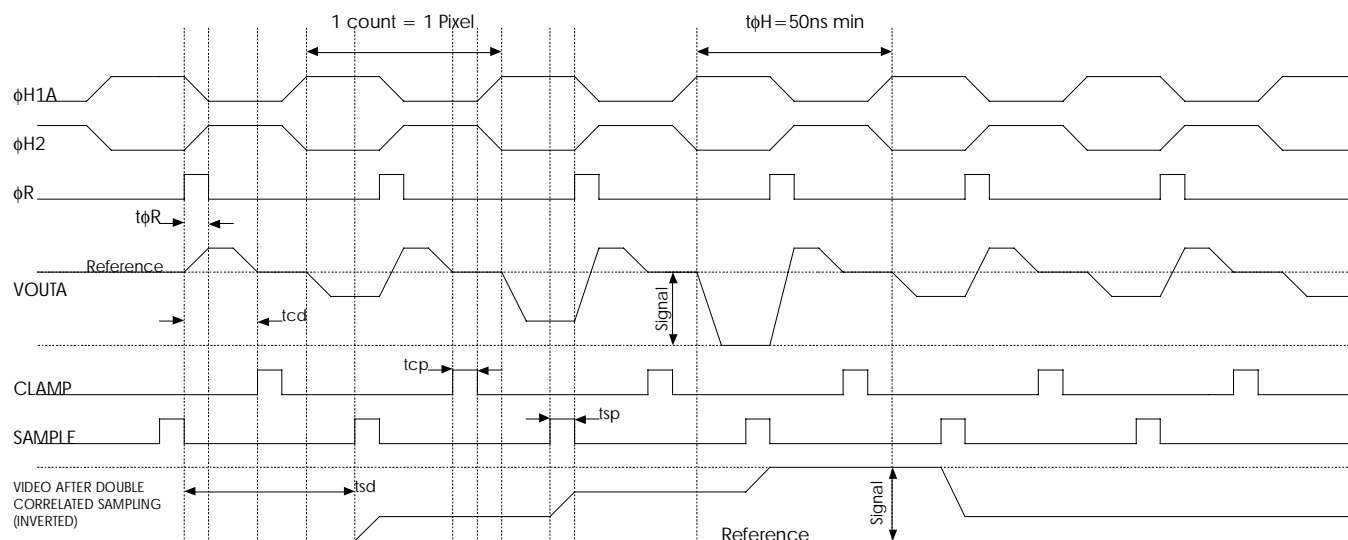 1 count = 1 Pixel
tϕH=50ns min
ϕH1A
ϕH2
ϕR
tϕR
Reference
VOUTA
Signal
tcd
tcp
CLAMP
tsp
SAMPLE
tsd
VIDEO AFTER DOUBLE
CORRELATED SAMPLING
(INVERTED)
Signal
Reference